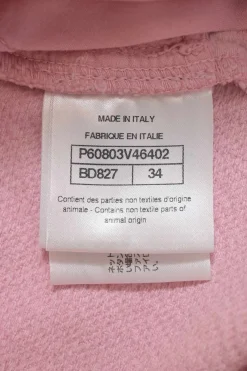 MADE IN ITALY
FABRIQUE EN ITALIE
P60803V46402
BD827 34
Contient des parties non textiles d'origine
animale - Contains non textile parts of
animal origin